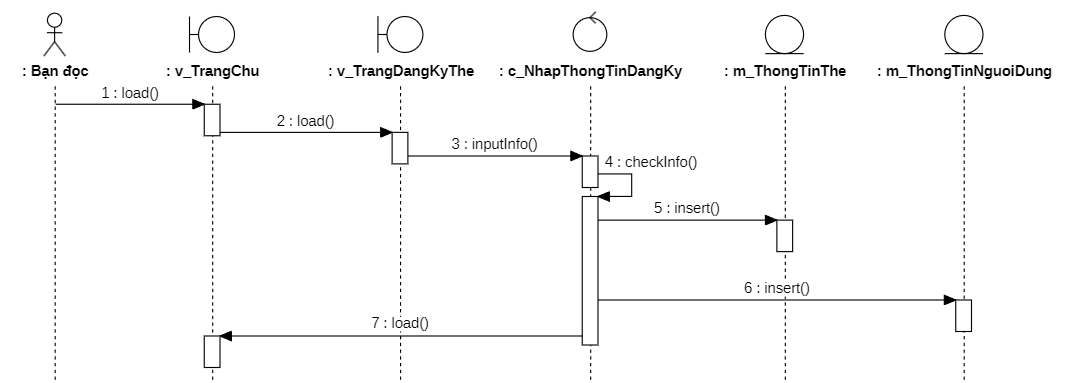 : Bạn đọc
: v_TrangChu
: v_TrangDangKyThe
: c_NhapThongTinDangKy
: m_ThongTinThe
: m_ThongTinNguoiDung
1 : load()
2 : load()
3 : inputInfo()
4 : checkInfo()
5 : insert()
6 : insert()
7 : load()